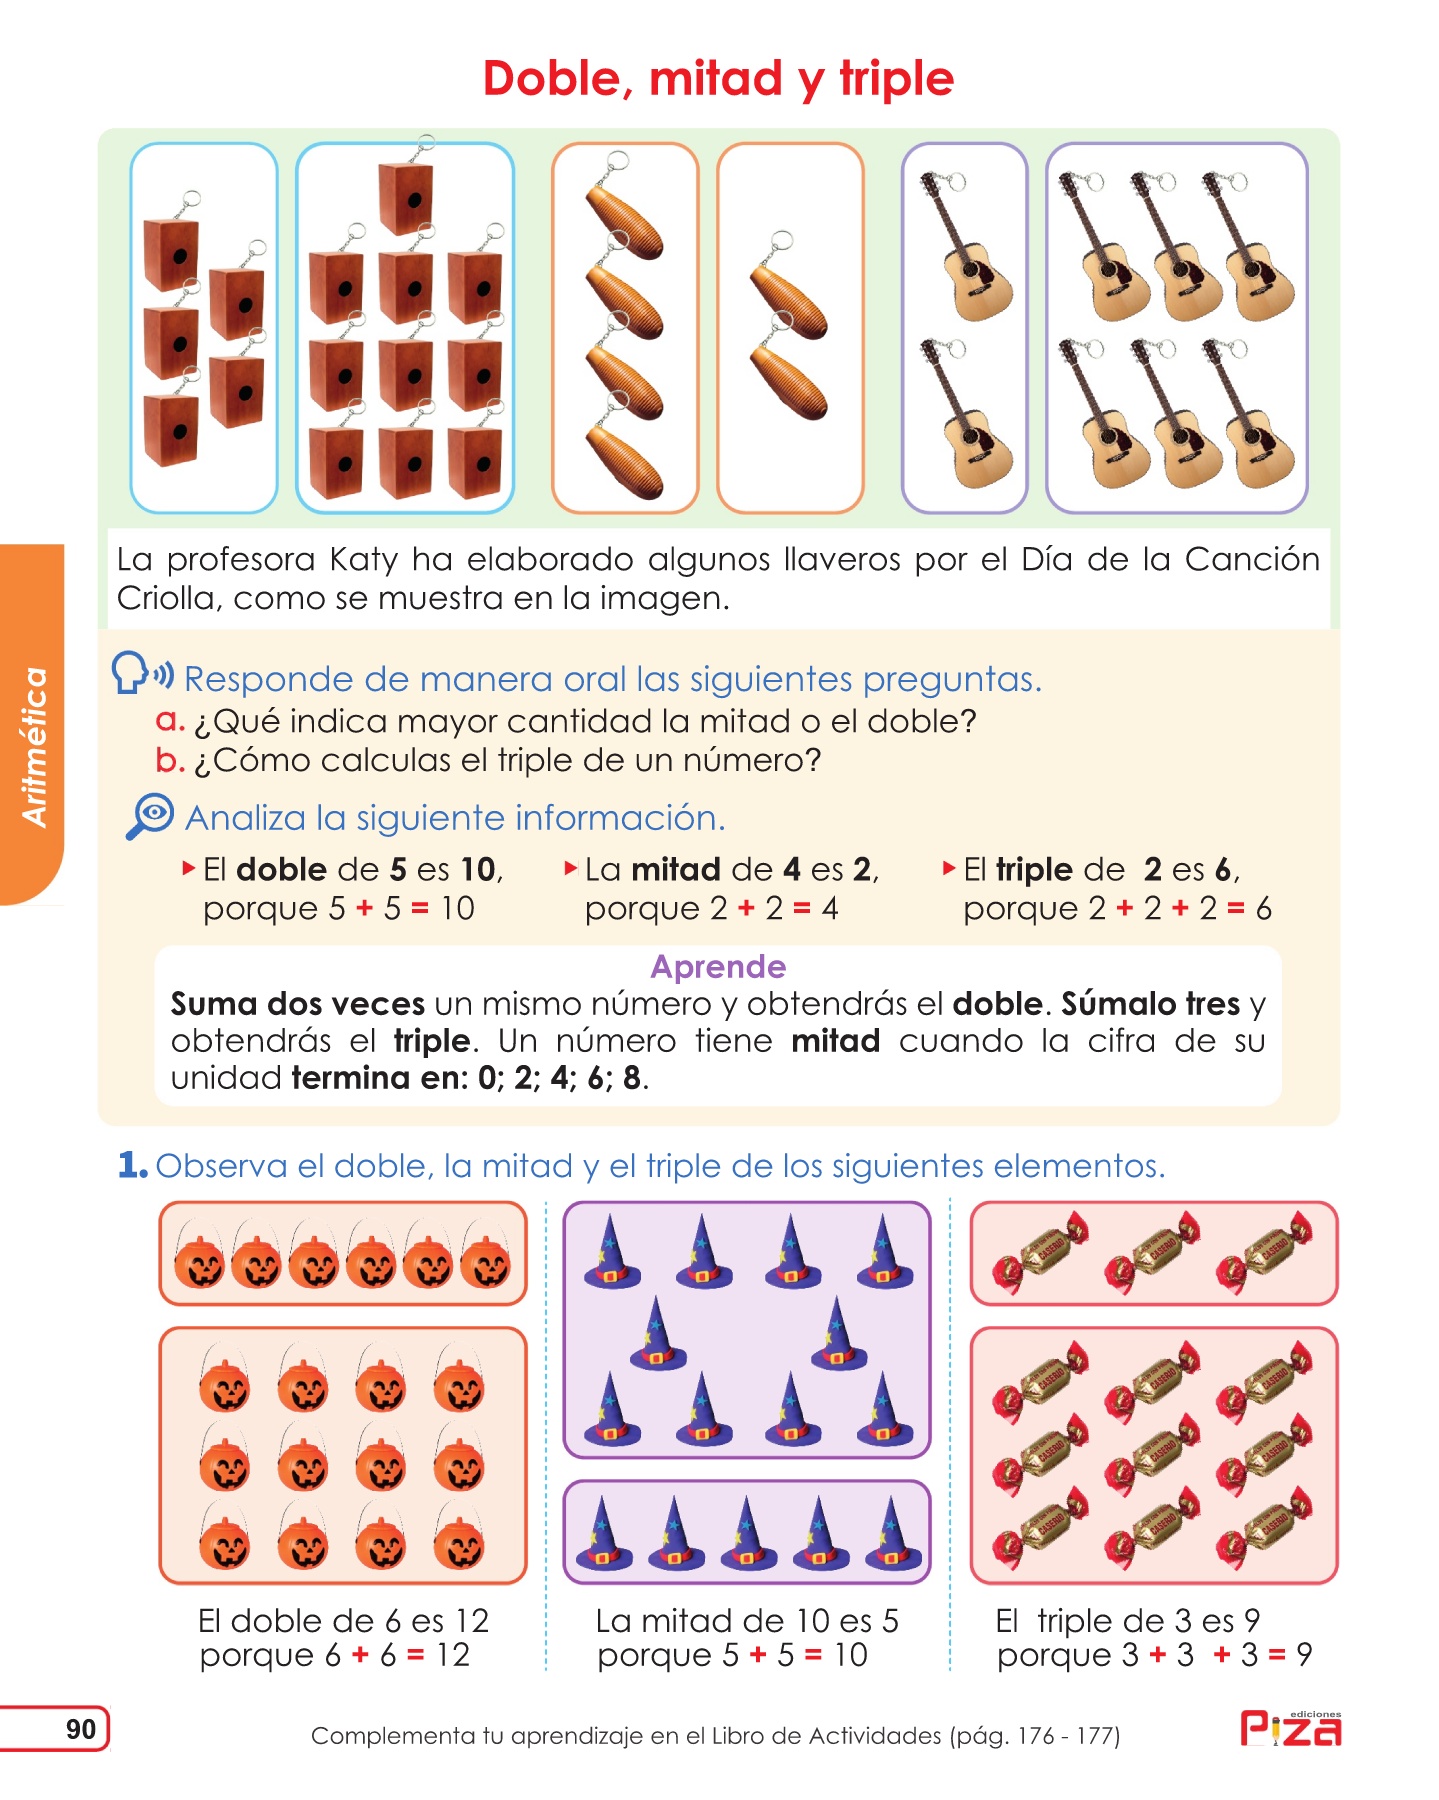 Doble, mitad y triple
La profesora Katy ha elaborado algunos llaveros por el Día de la Canción
Criolla, como se muestra en la imagen.
Aritmética
Responde de manera oral las siguientes preguntas.
a. ¿Qué indica mayor cantidad la mitad o el doble?
b. ¿Cómo calculas el triple de un número?
Analiza la siguiente información.
El doble de 5 es 10,
porque 5 + 5 = 10
La mitad de 4 es 2,
porque 2 + 2 = 4
El triple de 2 es 6,
porque 2 + 2 + 2 = 6
Aprende
Suma dos veces un mismo número y obtendrás el doble. Súmalo tres y
obtendrás el triple. Un número tiene mitad cuando la cifra de su
unidad termina en: 0; 2; 4; 6; 8.
1. Observa el doble, la mitad y el triple de los siguientes elementos.
El doble de 6 es 12
porque 6 + 6 = 12
La mitad de 10 es 5
porque 5 + 5 = 10
El triple de 3 es 9
porque 3 + 3 + 3 = 9
90
Complementa tu aprendizaje en el Libro de Actividades (pág. 176 - 177)
ediciones
Piza